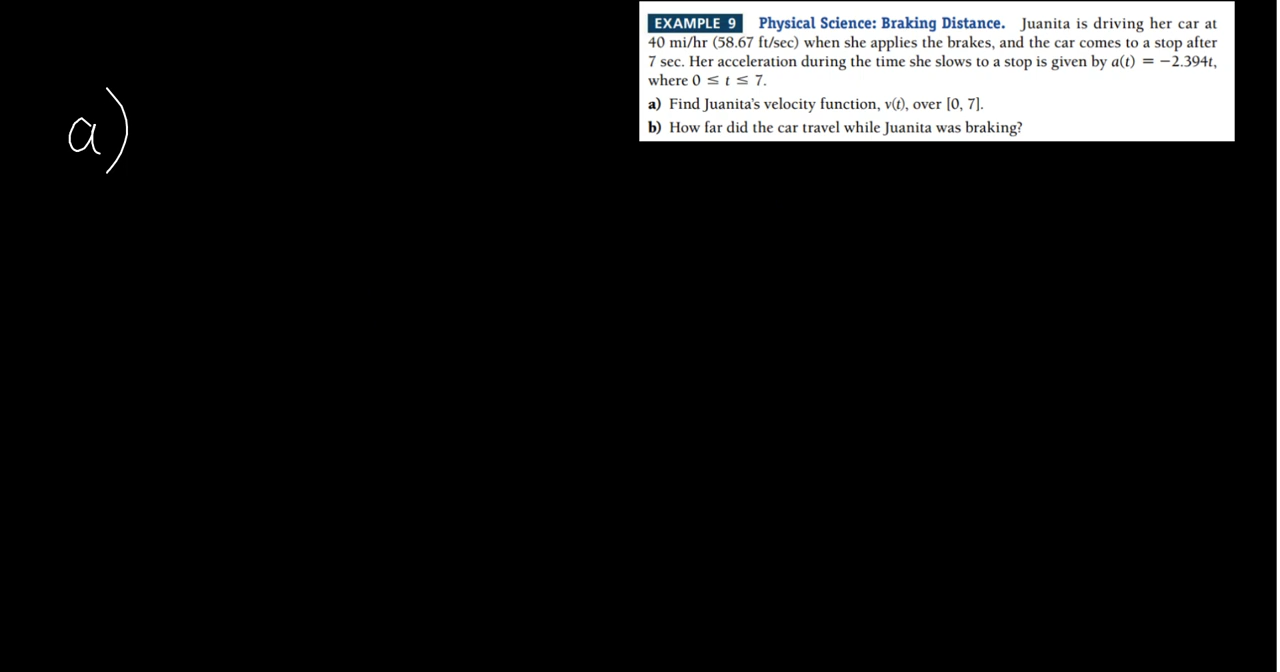 EXAMPLE 9 Physical Science: Braking Distance. Juanita is driving her car at
40 mi/hr (58.67 ft/sec) when she applies the brakes, and the car comes to a stop after
7 sec. Her acceleration during the time she slows to a stop is given by a(t) = −2.394t,
where 0 ≤ t ≤ 7.
a) Find Juanita's velocity function, v(t), over [0, 7].
b) How far did the car travel while Juanita was braking?
a)